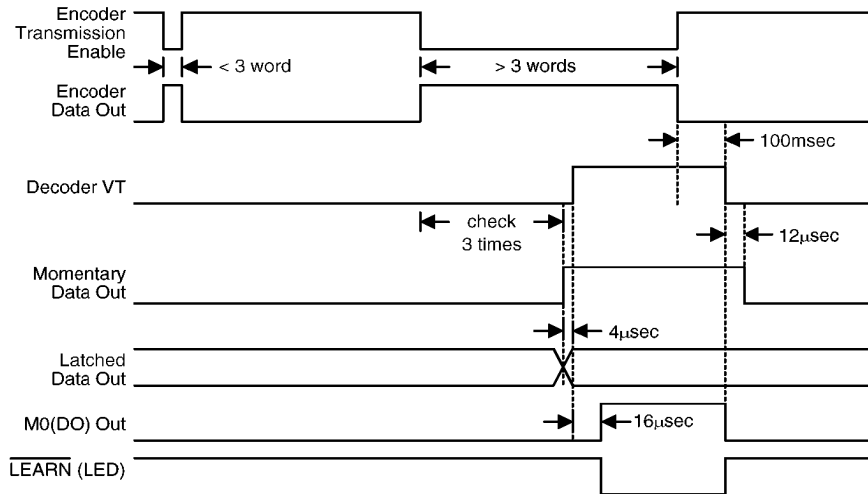 Encoder
Transmission
Enable
< 3 word
> 3 words
Encoder
Data Out
100msec
Decoder VT
check
3 times
12μsec
Momentary
Data Out
4μsec
Latched
Data Out
M0(DO) Out
16μsec
LEARN (LED)